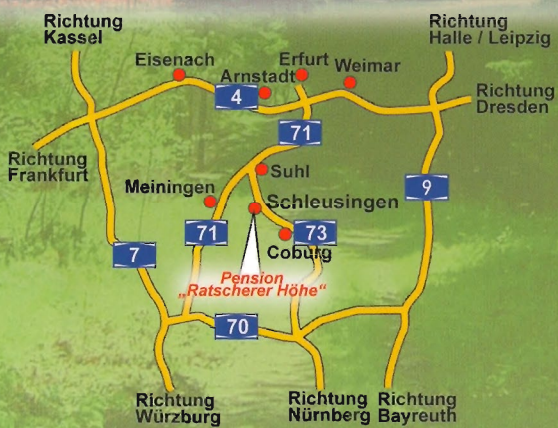 Richtung
Kassel
Richtung
Halle / Leipzig
Eisenach
Erfurt
Weimar
Arnstadt
4
Richtung
Dresden
71
Richtung
Frankfurt
Suhl
Meiningen
9
Schleusingen
71
73
7
Coburg
Pension
„Ratscherer Höhe“
70
Richtung
Würzburg
Richtung
Nürnberg
Richtung
Bayreuth